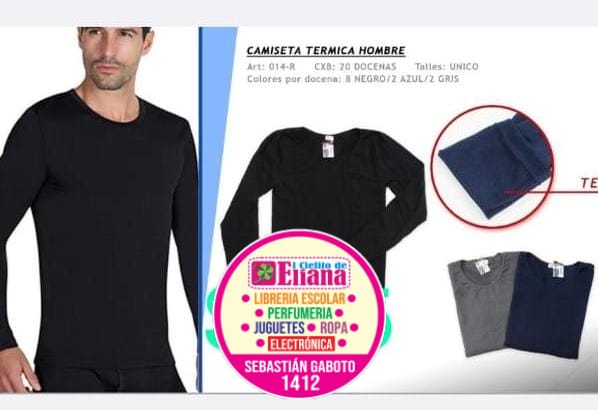 CAMISETA TERMICA HOMBRE
Art: 014-R CXB: 20 DOCENAS Talles: UNICO
Colores por docena: 8 NEGRO/2 AZUL/2 GRIS
TE
El Cielito de
Eliana
LIBRERIA ESCOLAR
PERFUMERIA
JUGUETES • ROPA
ELECTRÓNICA
SEBASTIÁN GABOTO
1412